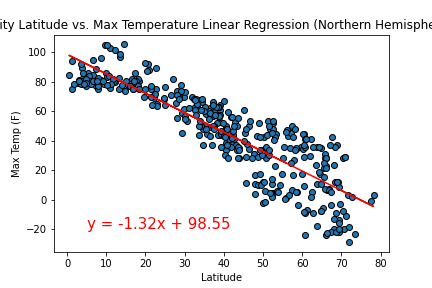 ity Latitude vs. Max Temperature Linear Regression (Northern Hemisphe
100
80
60
40
20
0
−20
Max Temp (F)
y = -1.32x + 98.55
0 10 20 30 40 50 60 70 80
Latitude